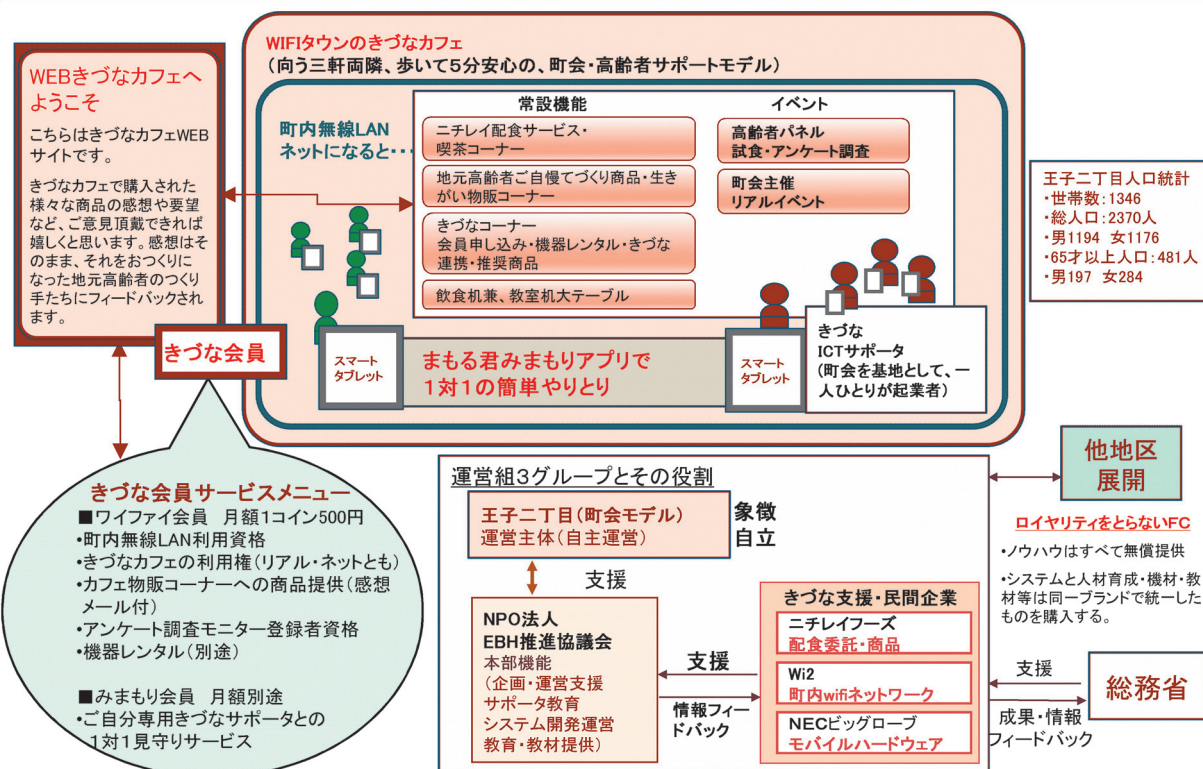 WIFIタウンのきづなカフェ
(向う三軒両隣、歩いて5分安心の、町会・高齢者サポートモデル)
WEBきづなカフェへ
ようこそ
こちらはきづなカフェWEB
サイトです。
きづなカフェで購入された
様々な商品の感想や要望
など、ご意見頂戴できれば
嬉しくと思います。感想はそ
のまま、それをおつくりに
なった地元高齢者のつくり
手たちにフィードバックされ
ます。
きづな会員
町内無線LAN
ネットになると・・・
常設機能
ニチレイ配食サービス・
喫茶コーナー
地元高齢者ご自慢てづくり商品・生き
がい物販コーナー
きづなコーナー
会員申し込み・機器レンタル・きづな
連携・推奨商品
飲食机兼、教室机大テーブル
イベント
高齢者パネル
試食・アンケート調査
町会主催
リアルイベント
スマート
タブレット
まもる君みまもりアプリで
1対1の簡単やりとり
スマート
タブレット
きづな
ICTサポータ
(町会を基地として、一
人ひとりが起業者)
王子二丁目人口統計
・世帯数:1346
・総人口:2370人
・男1194 女1176
・65才以上人口:481人
・男197 女284
きづな会員サービスメニュー
■ワイファイ会員 月額1コイン500円
・町内無線LAN利用資格
・きづなカフェの利用権(リアル・ネットとも)
・カフェ物販コーナーへの商品提供(感想
メール付)
・アンケート調査モニター登録者資格
・機器レンタル(別途)
■みまもり会員 月額別途
・ご自分専用きづなサポータとの
1対1見守りサービス
運営組3グループとその役割
王子二丁目(町会モデル)
運営主体(自主運営)
象徴
自立
支援
NPO法人
EBH推進協議会
本部機能
(企画・運営支援
サポータ教育
システム開発運営
教育・教材提供)
支援
情報フィー
ドバック
きづな支援・民間企業
ニチレイフーズ
配食委託・商品
Wi2
町内wifiネットワーク
NECビッグローブ
モバイルハードウェア
他地区
展開
ロイヤリティをとらないFC
・ノウハウはすべて無償提供
・システムと人材育成・機材・教
材等は同一ブランドで統一した
ものを購入する。
支援
総務省
成果・情報
フィードバック